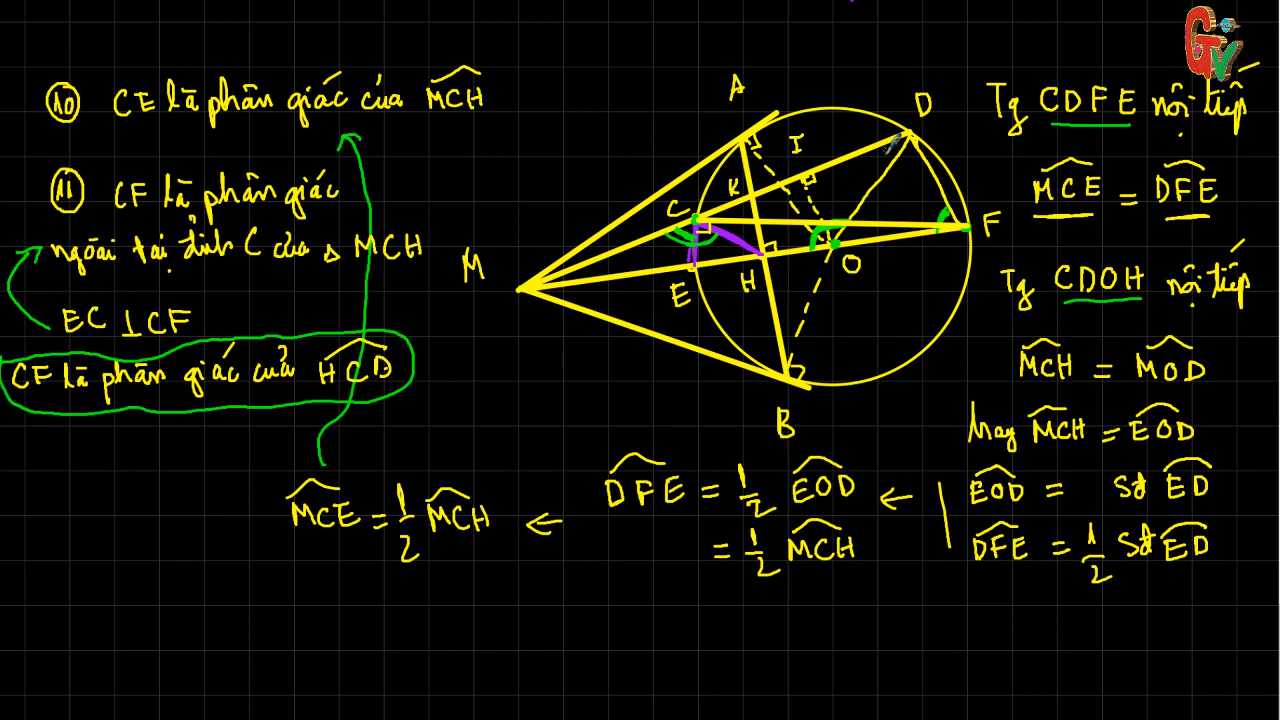 10 CE là phân giác của MCH
11 CF là phân giác
ngoài tại đỉnh C của △ MCH
EC ⊥ CF
CF là phân giác của HCD
MCE = 1/2 MCH
A
D
I
K
C
F
M
E
H
O
B
DFE = 1/2 EOD
= 1/2 MCH
Tg CDFE nội tiếp
MCE = DFE
Tg CDOH nội tiếp
MCH = MOD
hay MCH = EOD
EOD = Sđ ED
DFE = 1/2 Sđ ED
GTV